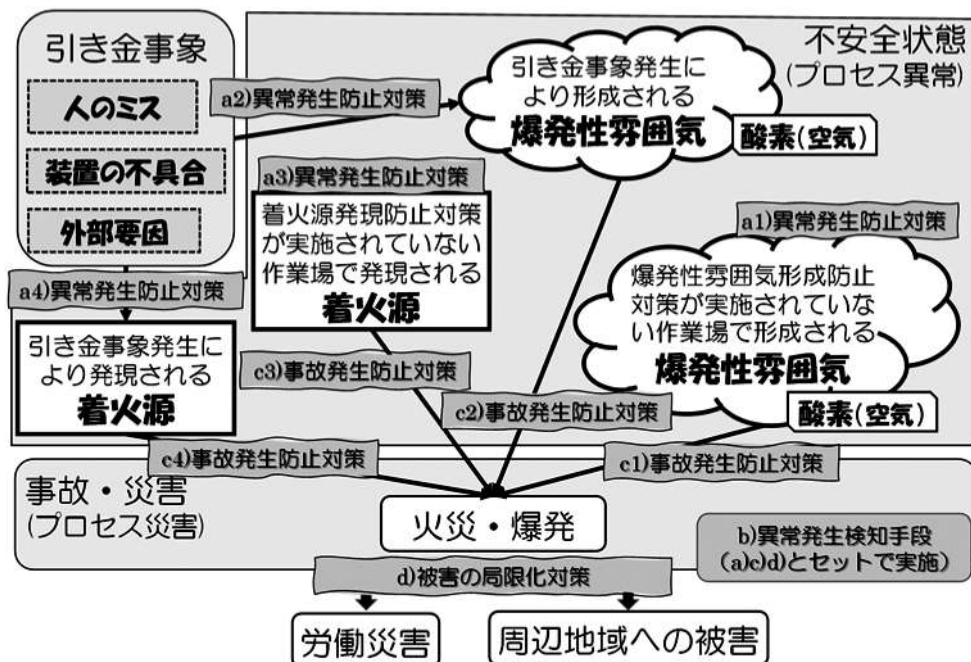 引き金事象
人のミス
装置の不具合
外部要因
不安全状態
(プロセス異常)
a2)異常発生防止対策
引き金事象発生に
より形成される
爆発性雰囲気
酸素(空気)
a3)異常発生防止対策
着火源発現防止対策
が実施されていない
作業場で発現される
着火源
a1)異常発生防止対策
爆発性雰囲気形成防止
対策が実施されていな
い作業場で形成される
爆発性雰囲気
酸素(空気)
a4)異常発生防止対策
引き金事象発生に
より発現される
着火源
c3)事故発生防止対策
c2)事故発生防止対策
c4)事故発生防止対策
c1)事故発生防止対策
事故・災害
(プロセス災害)
火災・爆発
b)異常発生検知手段
(a)c)d)とセットで実施)
d)被害の局限化対策
労働災害
周辺地域への被害